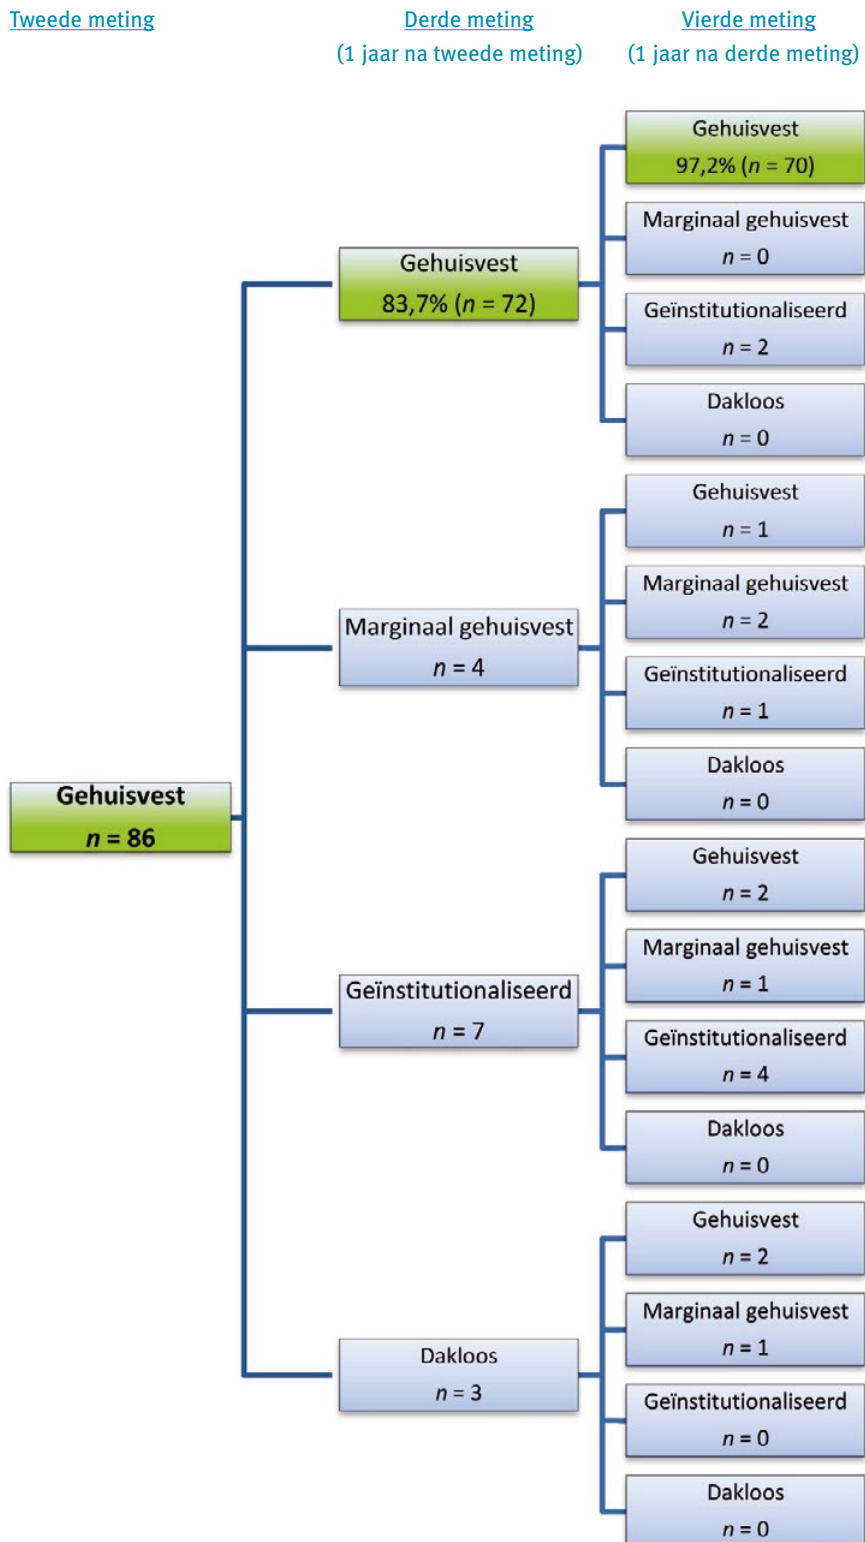 Tweede meting
Derde meting
(1 jaar na tweede meting)
Vierde meting
(1 jaar na derde meting)
Gehuisvest
n = 86
Gehuisvest
83,7% (n = 72)
Gehuisvest
97,2% (n = 70)
Marginaal gehuisvest
n = 0
Geïnstitutionaliseerd
n = 2
Dakloos
n = 0
Marginaal gehuisvest
n = 4
Gehuisvest
n = 1
Marginaal gehuisvest
n = 2
Geïnstitutionaliseerd
n = 1
Dakloos
n = 0
Geïnstitutionaliseerd
n = 7
Gehuisvest
n = 2
Marginaal gehuisvest
n = 1
Geïnstitutionaliseerd
n = 4
Dakloos
n = 0
Dakloos
n = 3
Gehuisvest
n = 2
Marginaal gehuisvest
n = 1
Geïnstitutionaliseerd
n = 0
Dakloos
n = 0